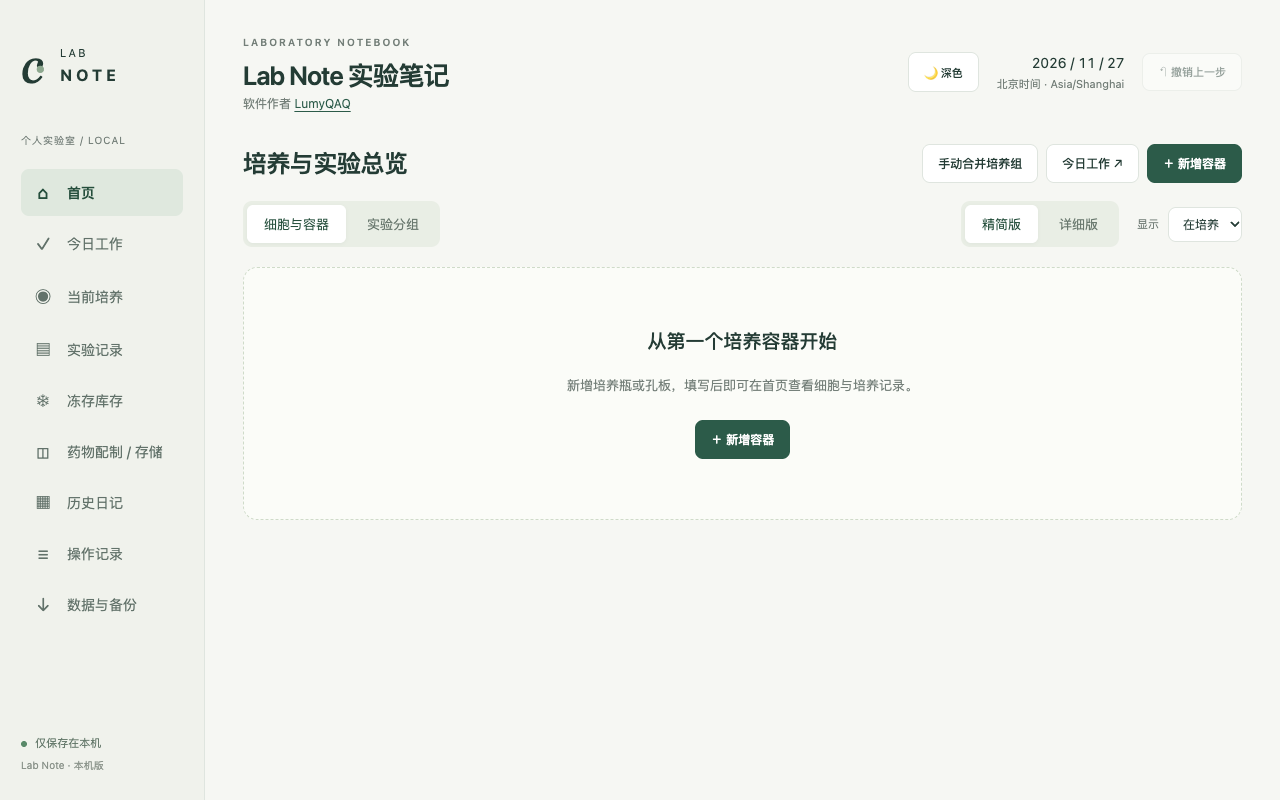 LAB
NOTE
个人实验室 / LOCAL
首页
今日工作
当前培养
实验记录
冻存库存
药物配制 / 存储
历史日记
操作记录
数据与备份
仅保存在本机
Lab Note · 本机版
LABORATORY NOTEBOOK
Lab Note 实验笔记
软件作者 LumyQAQ
深色
2026 / 11 / 27
北京时间 · Asia/Shanghai
撤销上一步
培养与实验总览
手动合并培养组
今日工作 ↗
＋ 新增容器
细胞与容器
实验分组
精简版
详细版
显示
在培养
从第一个培养容器开始
新增培养瓶或孔板，填写后即可在首页查看细胞与培养记录。
＋ 新增容器